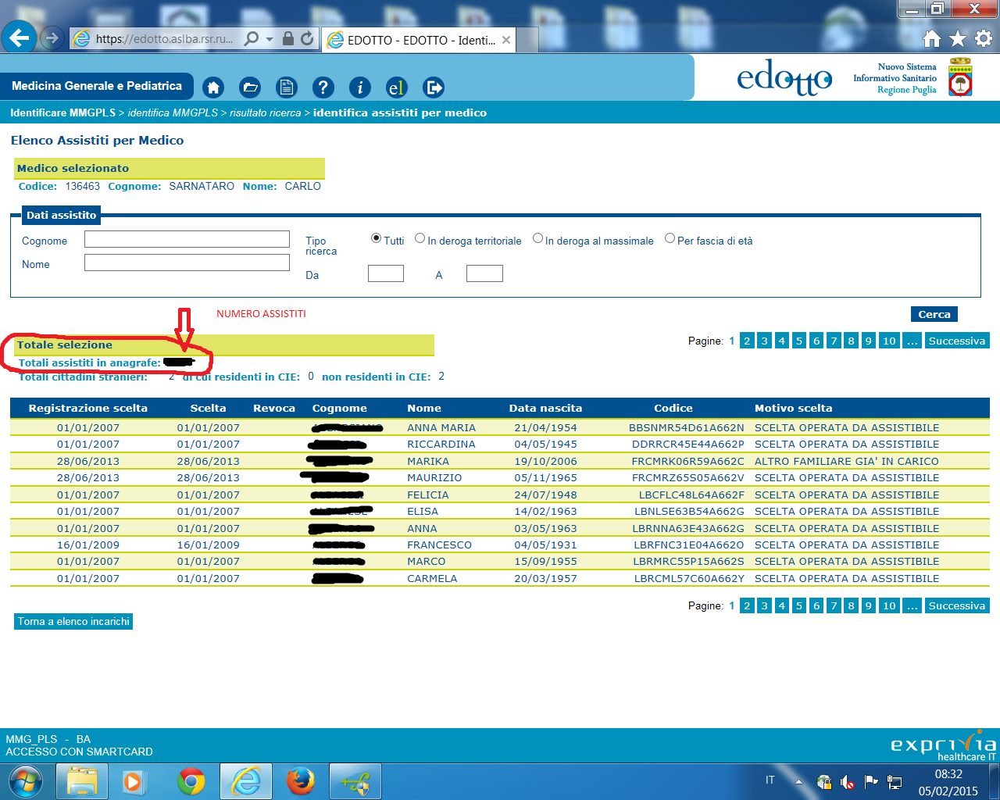 https://edotto.aslba.rsr.ru...
EDOTTO - EDOTTO - Identi...
Medicina Generale e Pediatrica
? i el
edotto
Nuovo Sistema
Informativo Sanitario
Regione Puglia
Identificare MMGPLS > identifica MMGPLS > risultato ricerca > identifica assistiti per medico
Elenco Assistiti per Medico
Medico selezionato
Codice: 136463 Cognome: SARNATARO Nome: CARLO
Dati assistito
Cognome
Tipo ricerca
Tutti In deroga territoriale In deroga al massimale Per fascia di età
Nome
Da A
NUMERO ASSISTITI
Cerca
Totale selezione
Pagine: 1 2 3 4 5 6 7 8 9 10 ... Successiva
Totali assistiti in anagrafe:
Totali cittadini stranieri: 2 di cui residenti in CIE: 0 non residenti in CIE: 2
Registrazione scelta Scelta Revoca Cognome Nome Data nascita Codice Motivo scelta
01/01/2007 01/01/2007 ANNA MARIA 21/04/1954 BBSNMR54D61A662N SCELTA OPERATA DA ASSISTIBILE
01/01/2007 01/01/2007 RICCARDINA 04/05/1945 DDRRCR45E44A662P SCELTA OPERATA DA ASSISTIBILE
28/06/2013 28/06/2013 MARIKA 19/10/2006 FRCMRK06R59A662C ALTRO FAMILIARE GIA' IN CARICO
28/06/2013 28/06/2013 MAURIZIO 05/11/1965 FRCMRZ65S05A662V SCELTA OPERATA DA ASSISTIBILE
01/01/2007 01/01/2007 FELICIA 24/07/1948 LBCFLC48L64A662F SCELTA OPERATA DA ASSISTIBILE
01/01/2007 01/01/2007 ELISA 14/02/1963 LBNLSE63B54A662G SCELTA OPERATA DA ASSISTIBILE
01/01/2007 01/01/2007 ANNA 03/05/1963 LBRNNA63E43A662G SCELTA OPERATA DA ASSISTIBILE
16/01/2009 16/01/2009 FRANCESCO 04/05/1931 LBRFNC31E04A662O SCELTA OPERATA DA ASSISTIBILE
01/01/2007 01/01/2007 MARCO 15/09/1955 LBRMRC55P15A662S SCELTA OPERATA DA ASSISTIBILE
01/01/2007 01/01/2007 CARMELA 20/03/1957 LBRCML57C60A662Y SCELTA OPERATA DA ASSISTIBILE
Pagine: 1 2 3 4 5 6 7 8 9 10 ... Successiva
Torna a elenco incarichi
MMG_PLS - BA
ACCESSO CON SMARTCARD
exprivia
healthcare IT
IT
08:32
05/02/2015